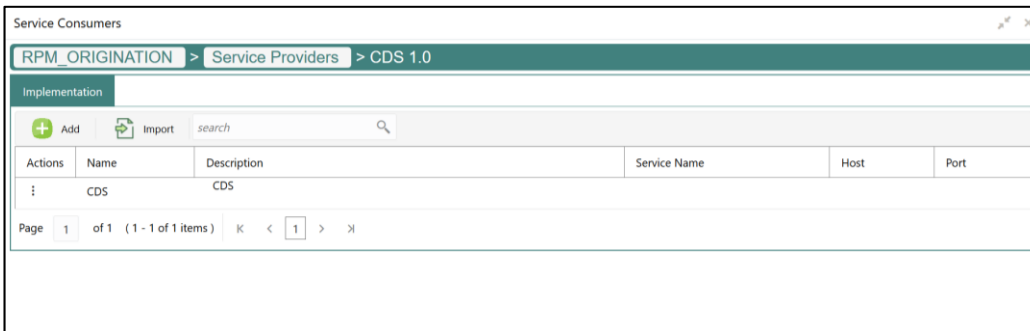 Service Consumers
RPM_ORIGINATION > Service Providers > CDS 1.0
Implementation
Add Import search
Actions Name Description Service Name Host Port
CDS CDS
Page 1 of 1 ( 1 - 1 of 1 items ) K < 1 > >|